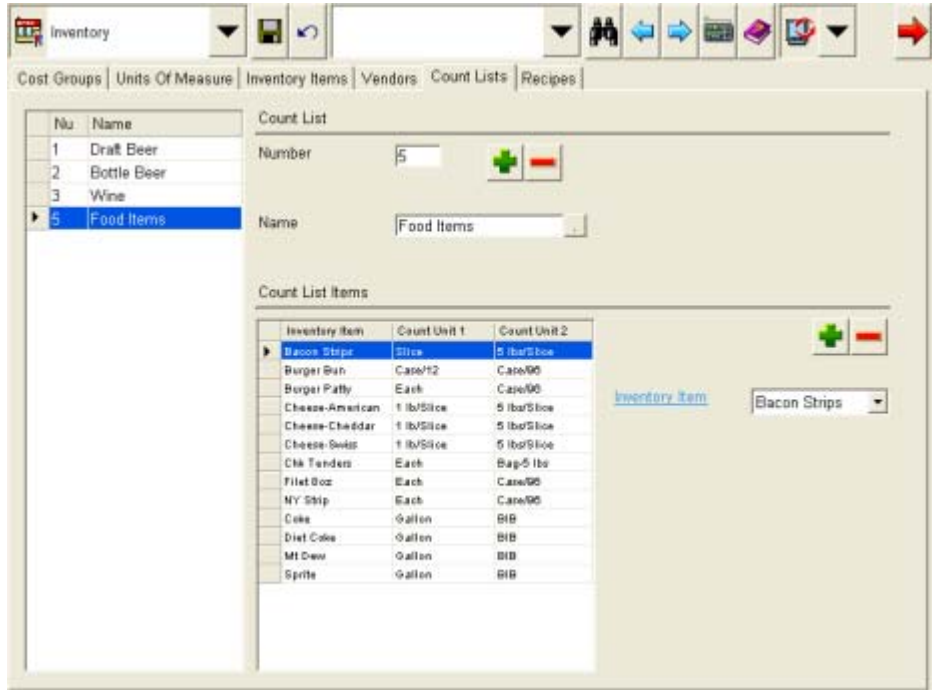 Inventory
Cost Groups Units Of Measure Inventory Items Vendors Count Lists Recipes
Nu Name
1 Draft Beer
2 Bottle Beer
3 Wine
5 Food Items
Count List
Number 5
Name Food Items .
Count List Items
Inventory Item Count Unit 1 Count Unit 2
Bacon Strips Slice 5 lbs/Slice
Burger Bun Case/12 Case/96
Burger Patty Each Case/96
Cheese-American 1 lb/Slice 5 lbs/Slice
Cheese-Cheddar 1 lb/Slice 5 lbs/Slice
Cheese-Swiss 1 lb/Slice 5 lbs/Slice
Chk Tenders Each Bag-5 lbs
Filet 8oz Each Case/96
NY Strip Each Case/96
Coke Gallon BIB
Diet Coke Gallon BIB
Mt Dew Gallon BIB
Sprite Gallon BIB
Inventory Item Bacon Strips